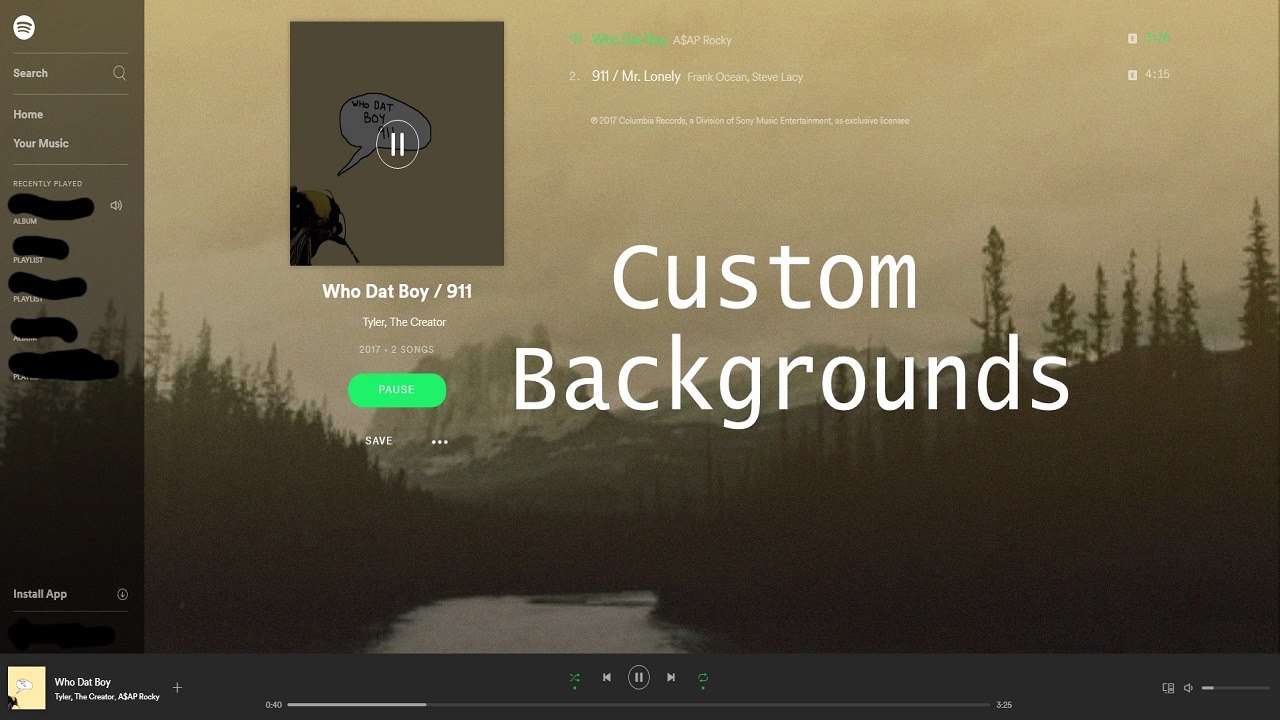 Search
Home
Your Music
RECENTLY PLAYED
ALBUM
PLAYLIST
PLAYLIST
ALBUM
WHO DAT
BOY
911
Who Dat Boy / 911
Tyler, The Creator
2017 • 2 SONGS
PAUSE
SAVE
Who Dat Boy A$AP Rocky E 3:25
2. 911 / Mr. Lonely Frank Ocean, Steve Lacy E 4:15
℗ 2017 Columbia Records, a Division of Sony Music Entertainment, as exclusive licensee
Custom
Backgrounds
Install App
Who Dat Boy
Tyler, The Creator, A$AP Rocky
0:40
3:25